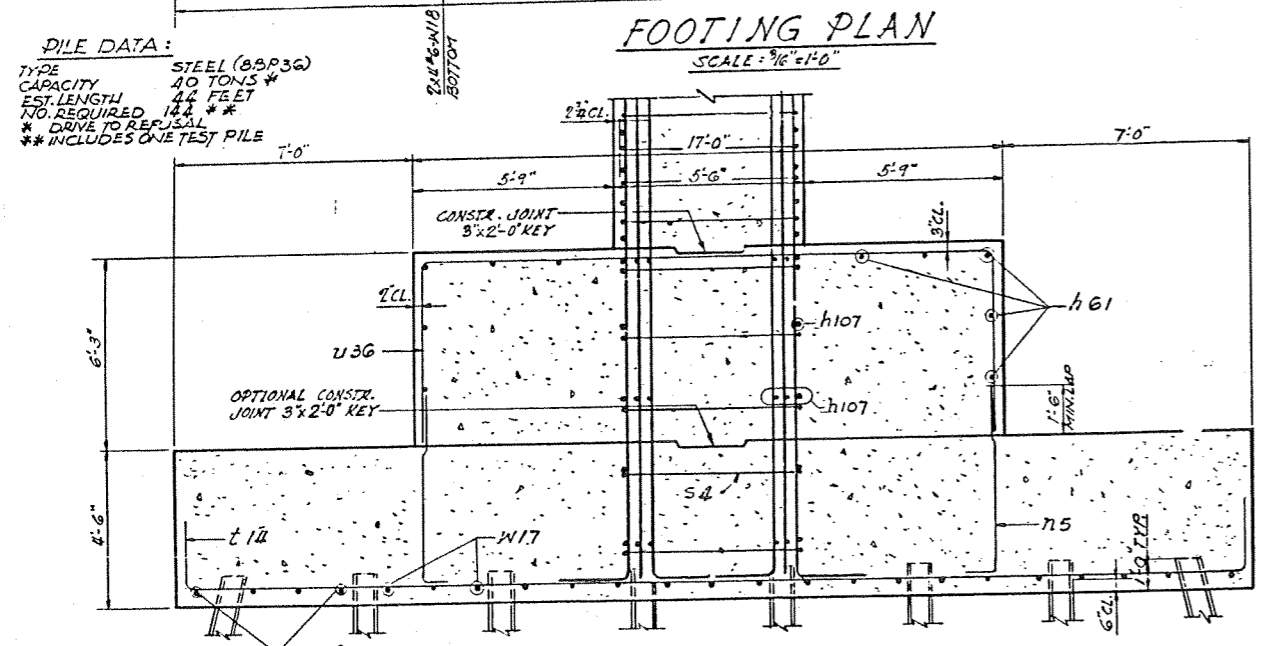 FOOTING PLAN
SCALE: 3/16"=1'-0"
PILE DATA:
TYPE STEEL (8BP36)
CAPACITY 40 TONS *
EST. LENGTH 44 FEET
NO. REQUIRED 144 **
* DRIVE TO REFUSAL
** INCLUDES ONE TEST PILE
BOTTOM
2¾"CL.
7'-0"
17'-0"
7'-0"
5'-9"
5'-6"
5'-9"
CONSTR. JOINT
3"x2'-0" KEY
3"CL.
2"CL.
h61
h107
u36
6'-3"
OPTIONAL CONSTR.
JOINT 3"x2'-0" KEY
h107
1'-6"
MIN. LAP
s4
4'-6"
t14
W17
n5
1'-0" TYP.
6"CL.